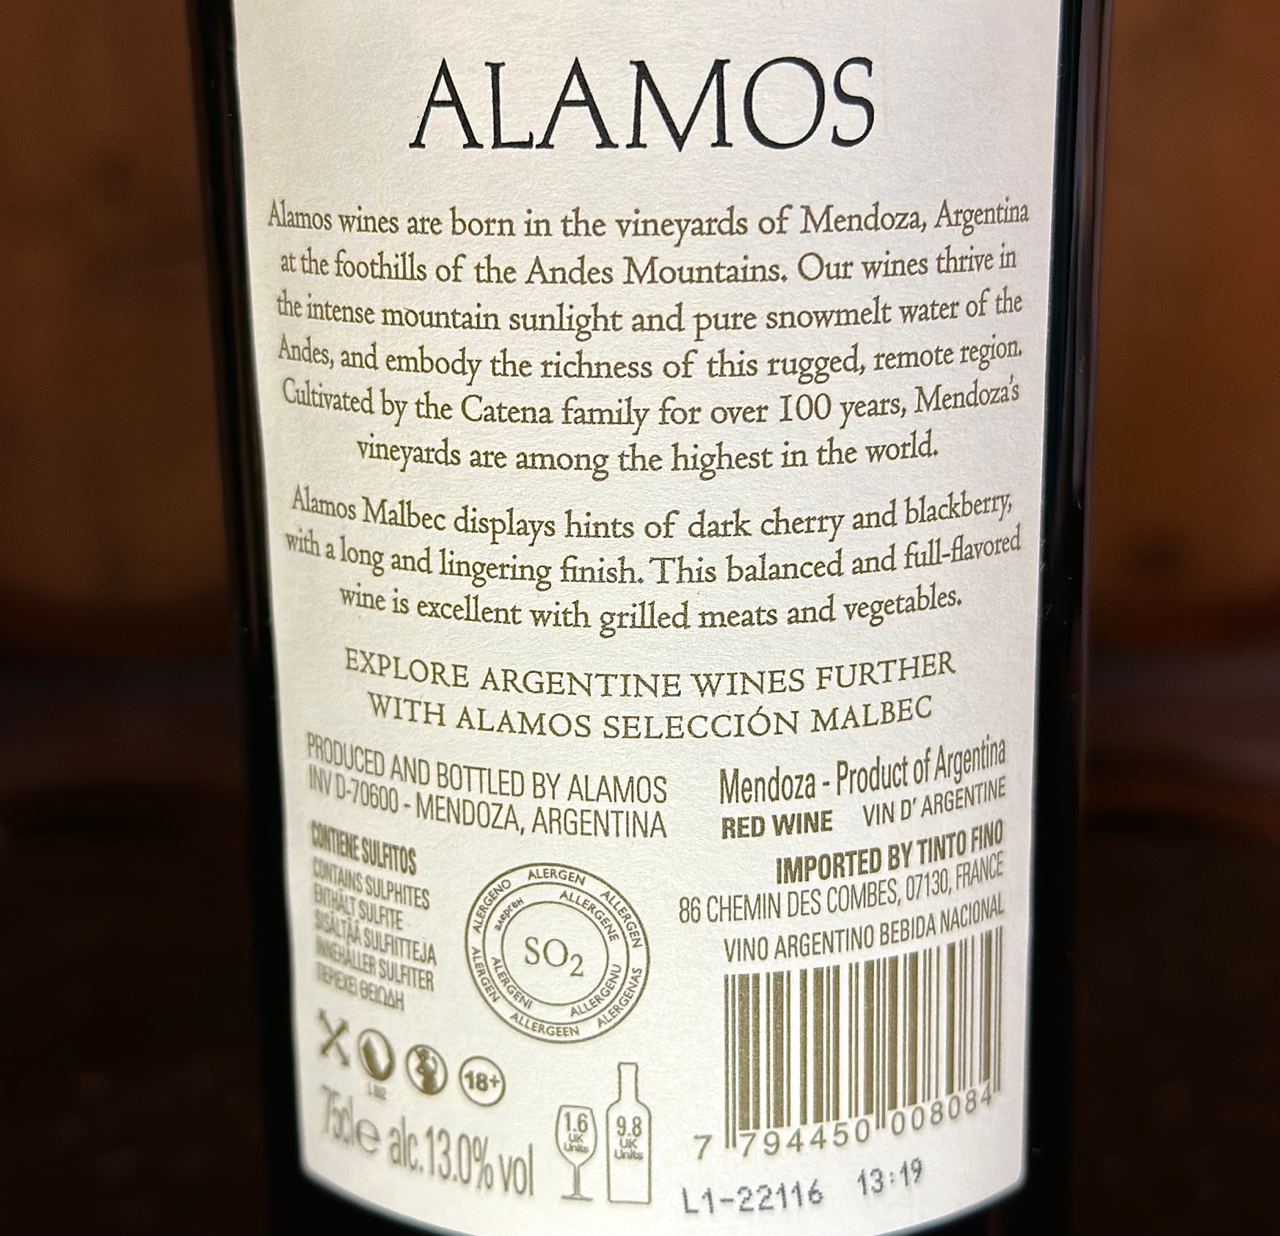 ALAMOS
Alamos wines are born in the vineyards of Mendoza, Argentina
at the foothills of the Andes Mountains. Our wines thrive in
the intense mountain sunlight and pure snowmelt water of the
Andes, and embody the richness of this rugged, remote region.
Cultivated by the Catena family for over 100 years, Mendoza's
vineyards are among the highest in the world.
Alamos Malbec displays hints of dark cherry and blackberry,
with a long and lingering finish. This balanced and full-flavored
wine is excellent with grilled meats and vegetables.
EXPLORE ARGENTINE WINES FURTHER
WITH ALAMOS SELECCIÓN MALBEC
PRODUCED AND BOTTLED BY ALAMOS
INV D-70600 - MENDOZA, ARGENTINA
CONTIENE SULFITOS
CONTAINS SULPHITES
ENTHÄLT SULFITE
SISÄLTÄÄ SULFIITTEJA
INNEHÅLLER SULFITER
ΠΕΡΙΕΧΕΙ ΘΕΙΩΔΗ
ALERGENO ALERGEN ALLERGEN ALERGENAS ALLERGEEN ALERGEN
алерген ALLERGENE ALLERGENU ALERGENI
SO2
18+
75cl e alc.13.0% vol
1.6
UK
Units
9.8
UK
Units
Mendoza - Product of Argentina
RED WINE VIN D' ARGENTINE
IMPORTED BY TINTO FINO
86 CHEMIN DES COMBES, 07130, FRANCE
VINO ARGENTINO BEBIDA NACIONAL
7 794450 008084
L1-22116 13:19